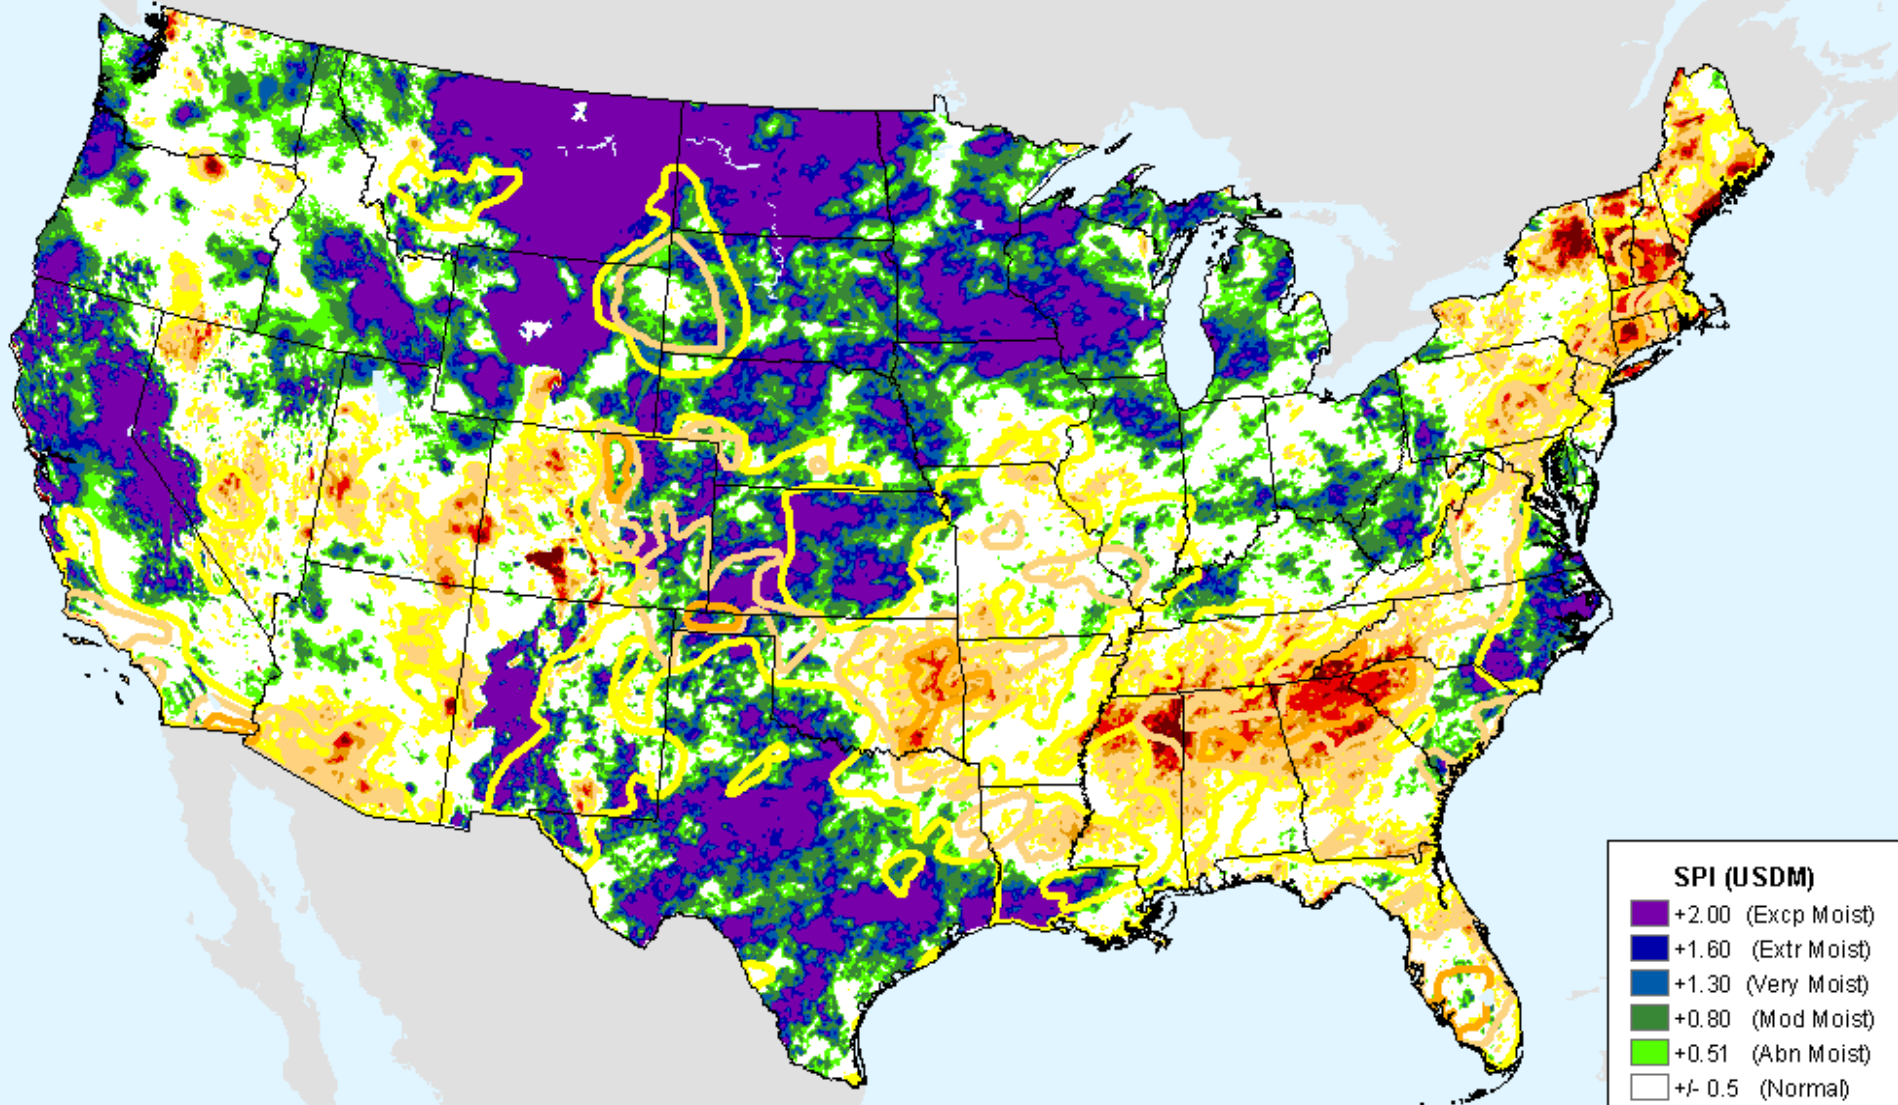 SPI (USDM)
+2.00 (Excp Moist)
+1.60 (Extr Moist)
+1.30 (Very Moist)
+0.80 (Mod Moist)
+0.51 (Abn Moist)
+/- 0.5 (Normal)